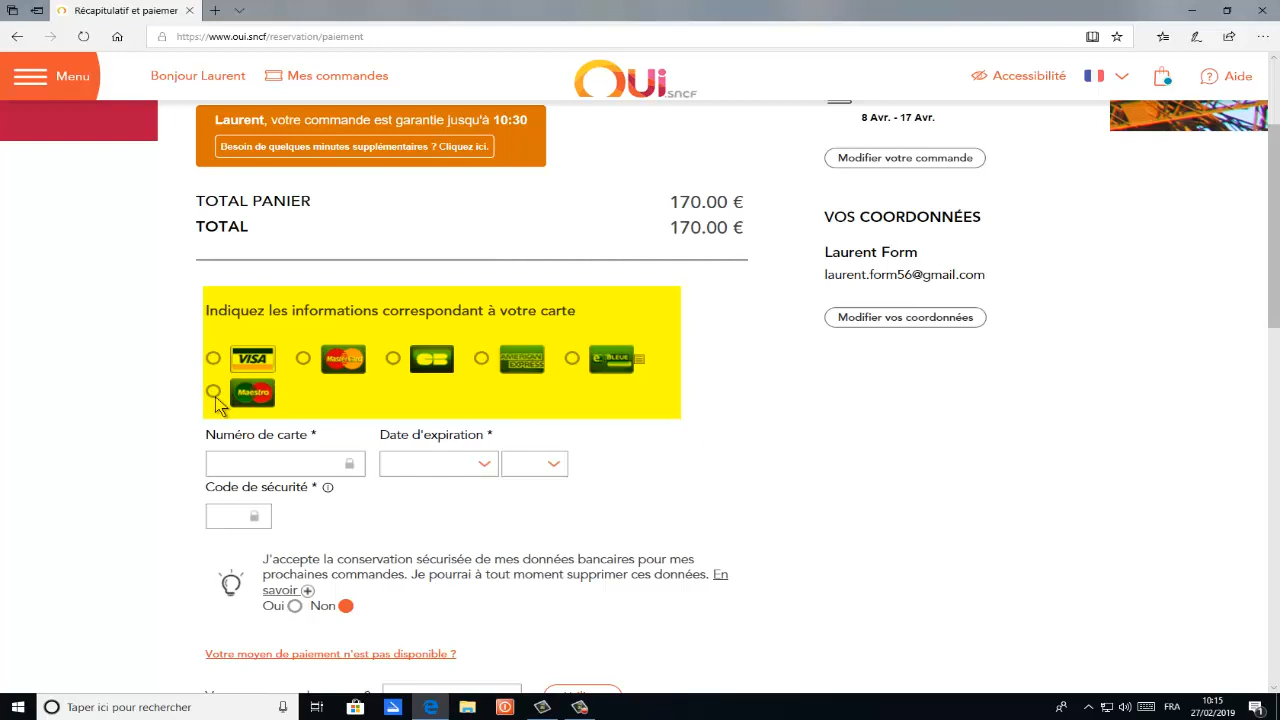 Récapitulatif et paiemer
https://www.oui.sncf/reservation/paiement
Menu
Bonjour Laurent
Mes commandes
OUi.SNCF
Accessibilité
Aide
Laurent, votre commande est garantie jusqu'à 10:30
Besoin de quelques minutes supplémentaires ? Cliquez ici.
8 Avr. - 17 Avr.
Modifier votre commande
TOTAL PANIER 170.00 €
TOTAL 170.00 €
VOS COORDONNÉES
Laurent Form
laurent.form56@gmail.com
Modifier vos coordonnées
Indiquez les informations correspondant à votre carte
VISA MasterCard CB AMERICAN EXPRESS e BLEUE
Maestro
Numéro de carte * Date d'expiration *
Code de sécurité *
J'accepte la conservation sécurisée de mes données bancaires pour mes
prochaines commandes. Je pourrai à tout moment supprimer ces données. En
savoir
Oui Non
Votre moyen de paiement n'est pas disponible ?
Taper ici pour rechercher
10:15
27/02/2019